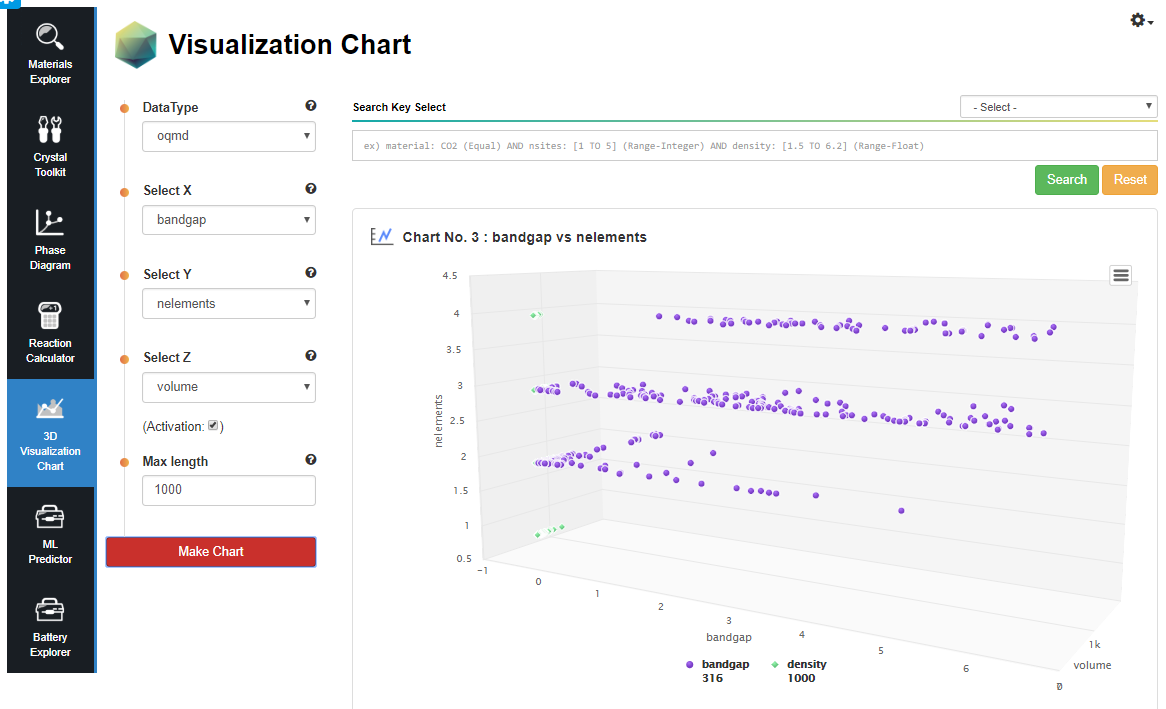 Materials
Explorer
Crystal
Toolkit
Phase
Diagram
Reaction
Calculator
3D
Visualization
Chart
ML
Predictor
Battery
Explorer
Visualization Chart
DataType
oqmd
Select X
bandgap
Select Y
nelements
Select Z
volume
(Activation: )
Max length
1000
Make Chart
Search Key Select
- Select -
ex) material: CO2 (Equal) AND nsites: [1 TO 5] (Range-Integer) AND density: [1.5 TO 6.2] (Range-Float)
Search Reset
Chart No. 3 : bandgap vs nelements
4.5
4
3.5
3
2.5
2
1.5
1
0.5
nelements
-1
0
1
2
3
4
5
6
bandgap
1k
volume
bandgap
316
density
1000